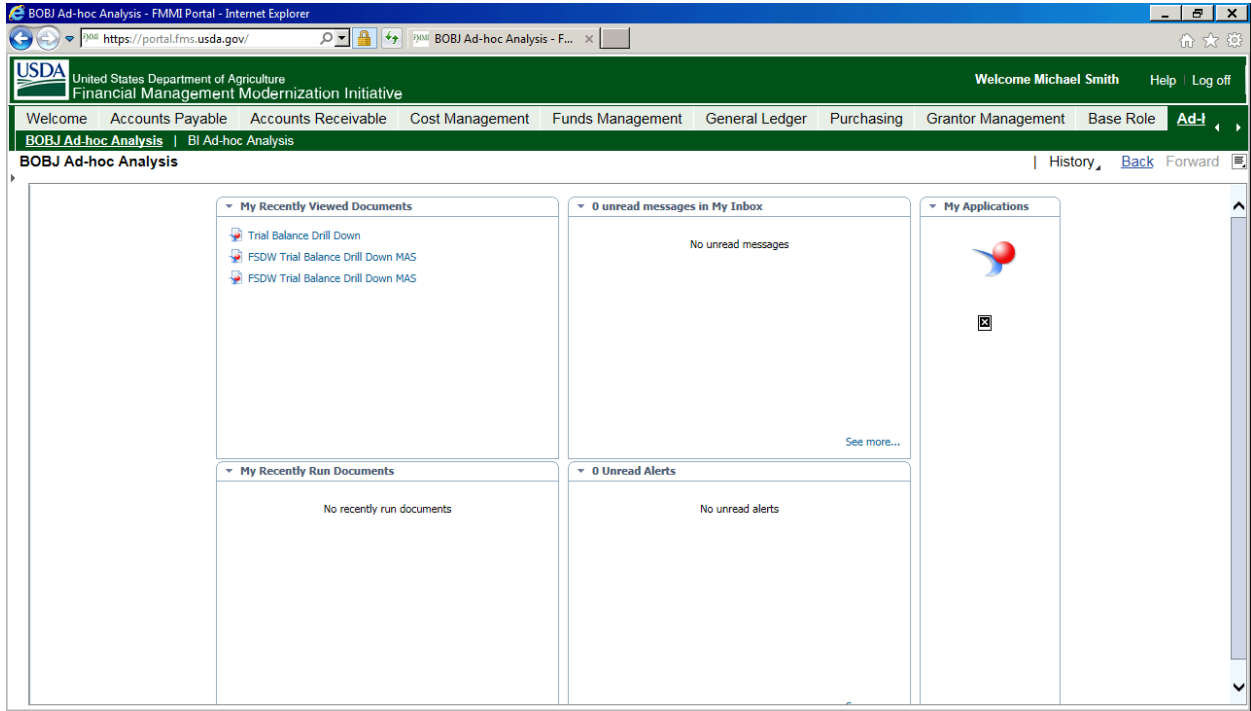 BOBJ Ad-hoc Analysis - FMMI Portal - Internet Explorer
https://portal.fms.usda.gov/
BOBJ Ad-hoc Analysis - F...
USDA
United States Department of Agriculture
Financial Management Modernization Initiative
Welcome Michael Smith
Help | Log off
Welcome Accounts Payable Accounts Receivable Cost Management Funds Management General Ledger Purchasing Grantor Management Base Role Ad-h
BOBJ Ad-hoc Analysis | BI Ad-hoc Analysis
BOBJ Ad-hoc Analysis
| History Back Forward
My Recently Viewed Documents
Trial Balance Drill Down
FSDW Trial Balance Drill Down MAS
FSDW Trial Balance Drill Down MAS
0 unread messages in My Inbox
No unread messages
See more...
My Applications
My Recently Run Documents
No recently run documents
0 Unread Alerts
No unread alerts